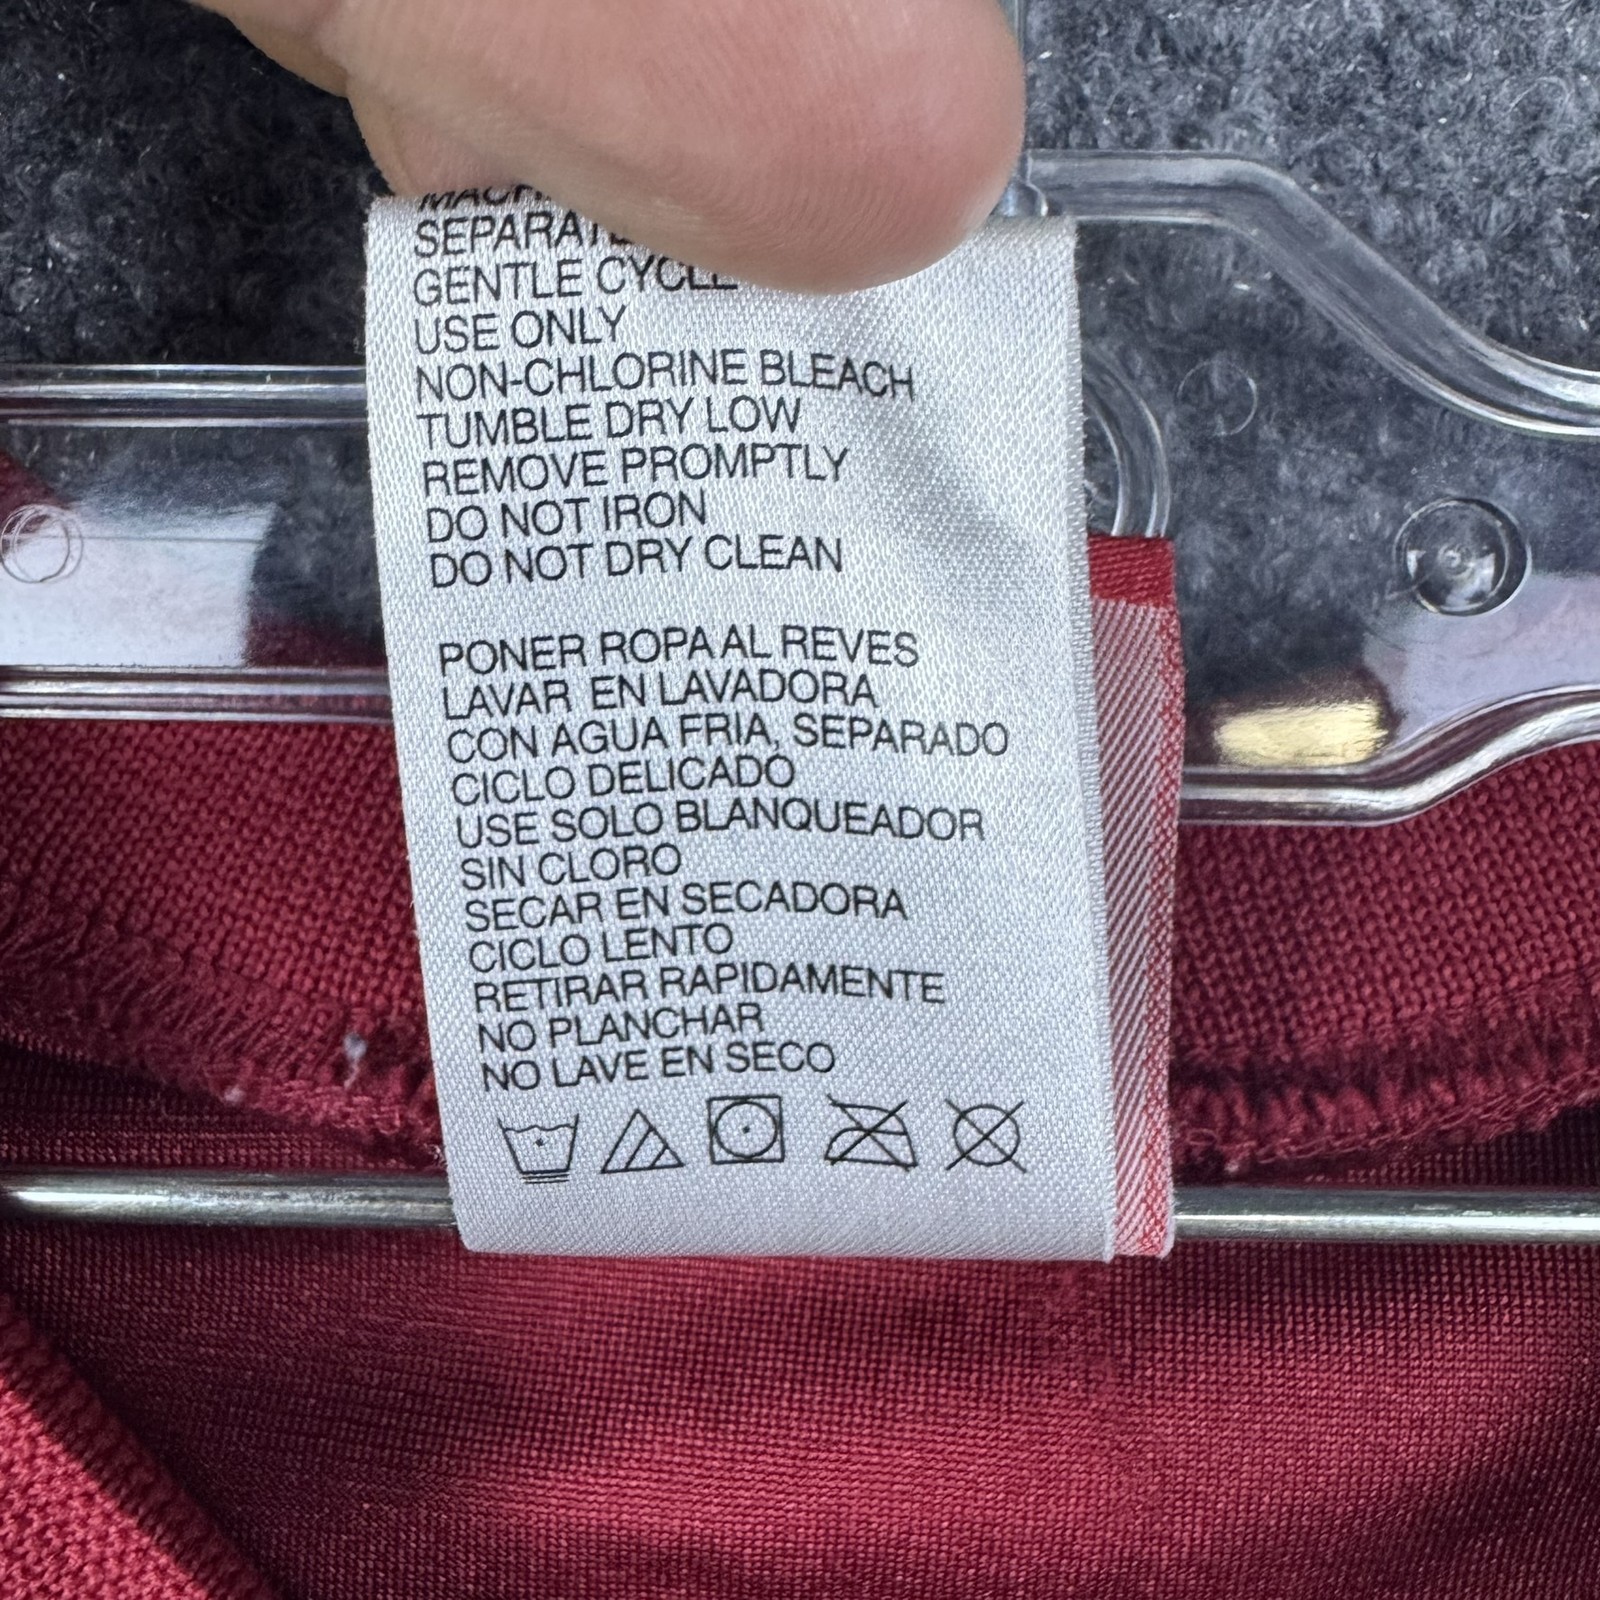 SEPARATE
GENTLE CYCLE
USE ONLY
NON-CHLORINE BLEACH
TUMBLE DRY LOW
REMOVE PROMPTLY
DO NOT IRON
DO NOT DRY CLEAN
PONER ROPA AL REVES
LAVAR EN LAVADORA
CON AGUA FRIA, SEPARADO
CICLO DELICADO
USE SOLO BLANQUEADOR
SIN CLORO
SECAR EN SECADORA
CICLO LENTO
RETIRAR RAPIDAMENTE
NO PLANCHAR
NO LAVE EN SECO